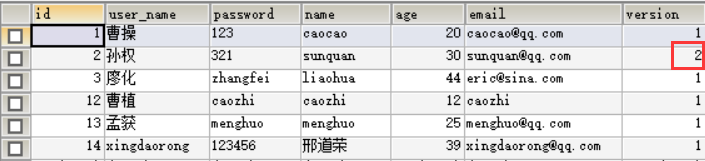 id user_name password name age email version
1 曹操 123 caocao 20 caocao@qq.com 1
2 孙权 321 sunquan 30 sunquan@qq.com 2
3 廖化 zhangfei liaohua 44 eric@sina.com 1
12 曹植 caozhi caozhi 12 caozhi 1
13 孟获 menghuo menghuo 25 menghuo@qq.com 1
14 xingdaorong 123456 邢道荣 39 xingdaorong@qq.com 1